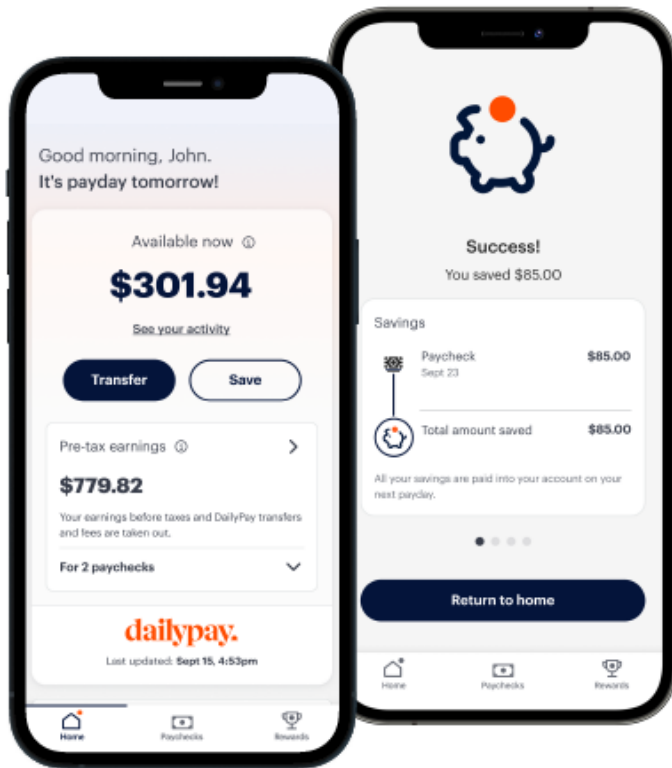 Good morning, John.
It's payday tomorrow!
Available now
$301.94
See your activity
Transfer
Save
Pre-tax earnings
$779.82
Your earnings before taxes and DailyPay transfers
and fees are taken out.
For 2 paychecks
dailypay.
Last updated: Sept 15, 4:53pm
Home
Paychecks
Rewards
Success!
You saved $85.00
Savings
Paycheck
$85.00
Sept 23
Total amount saved
$85.00
All your savings are paid into your account on your
next payday.
Return to home
Home
Paychecks
Rewards